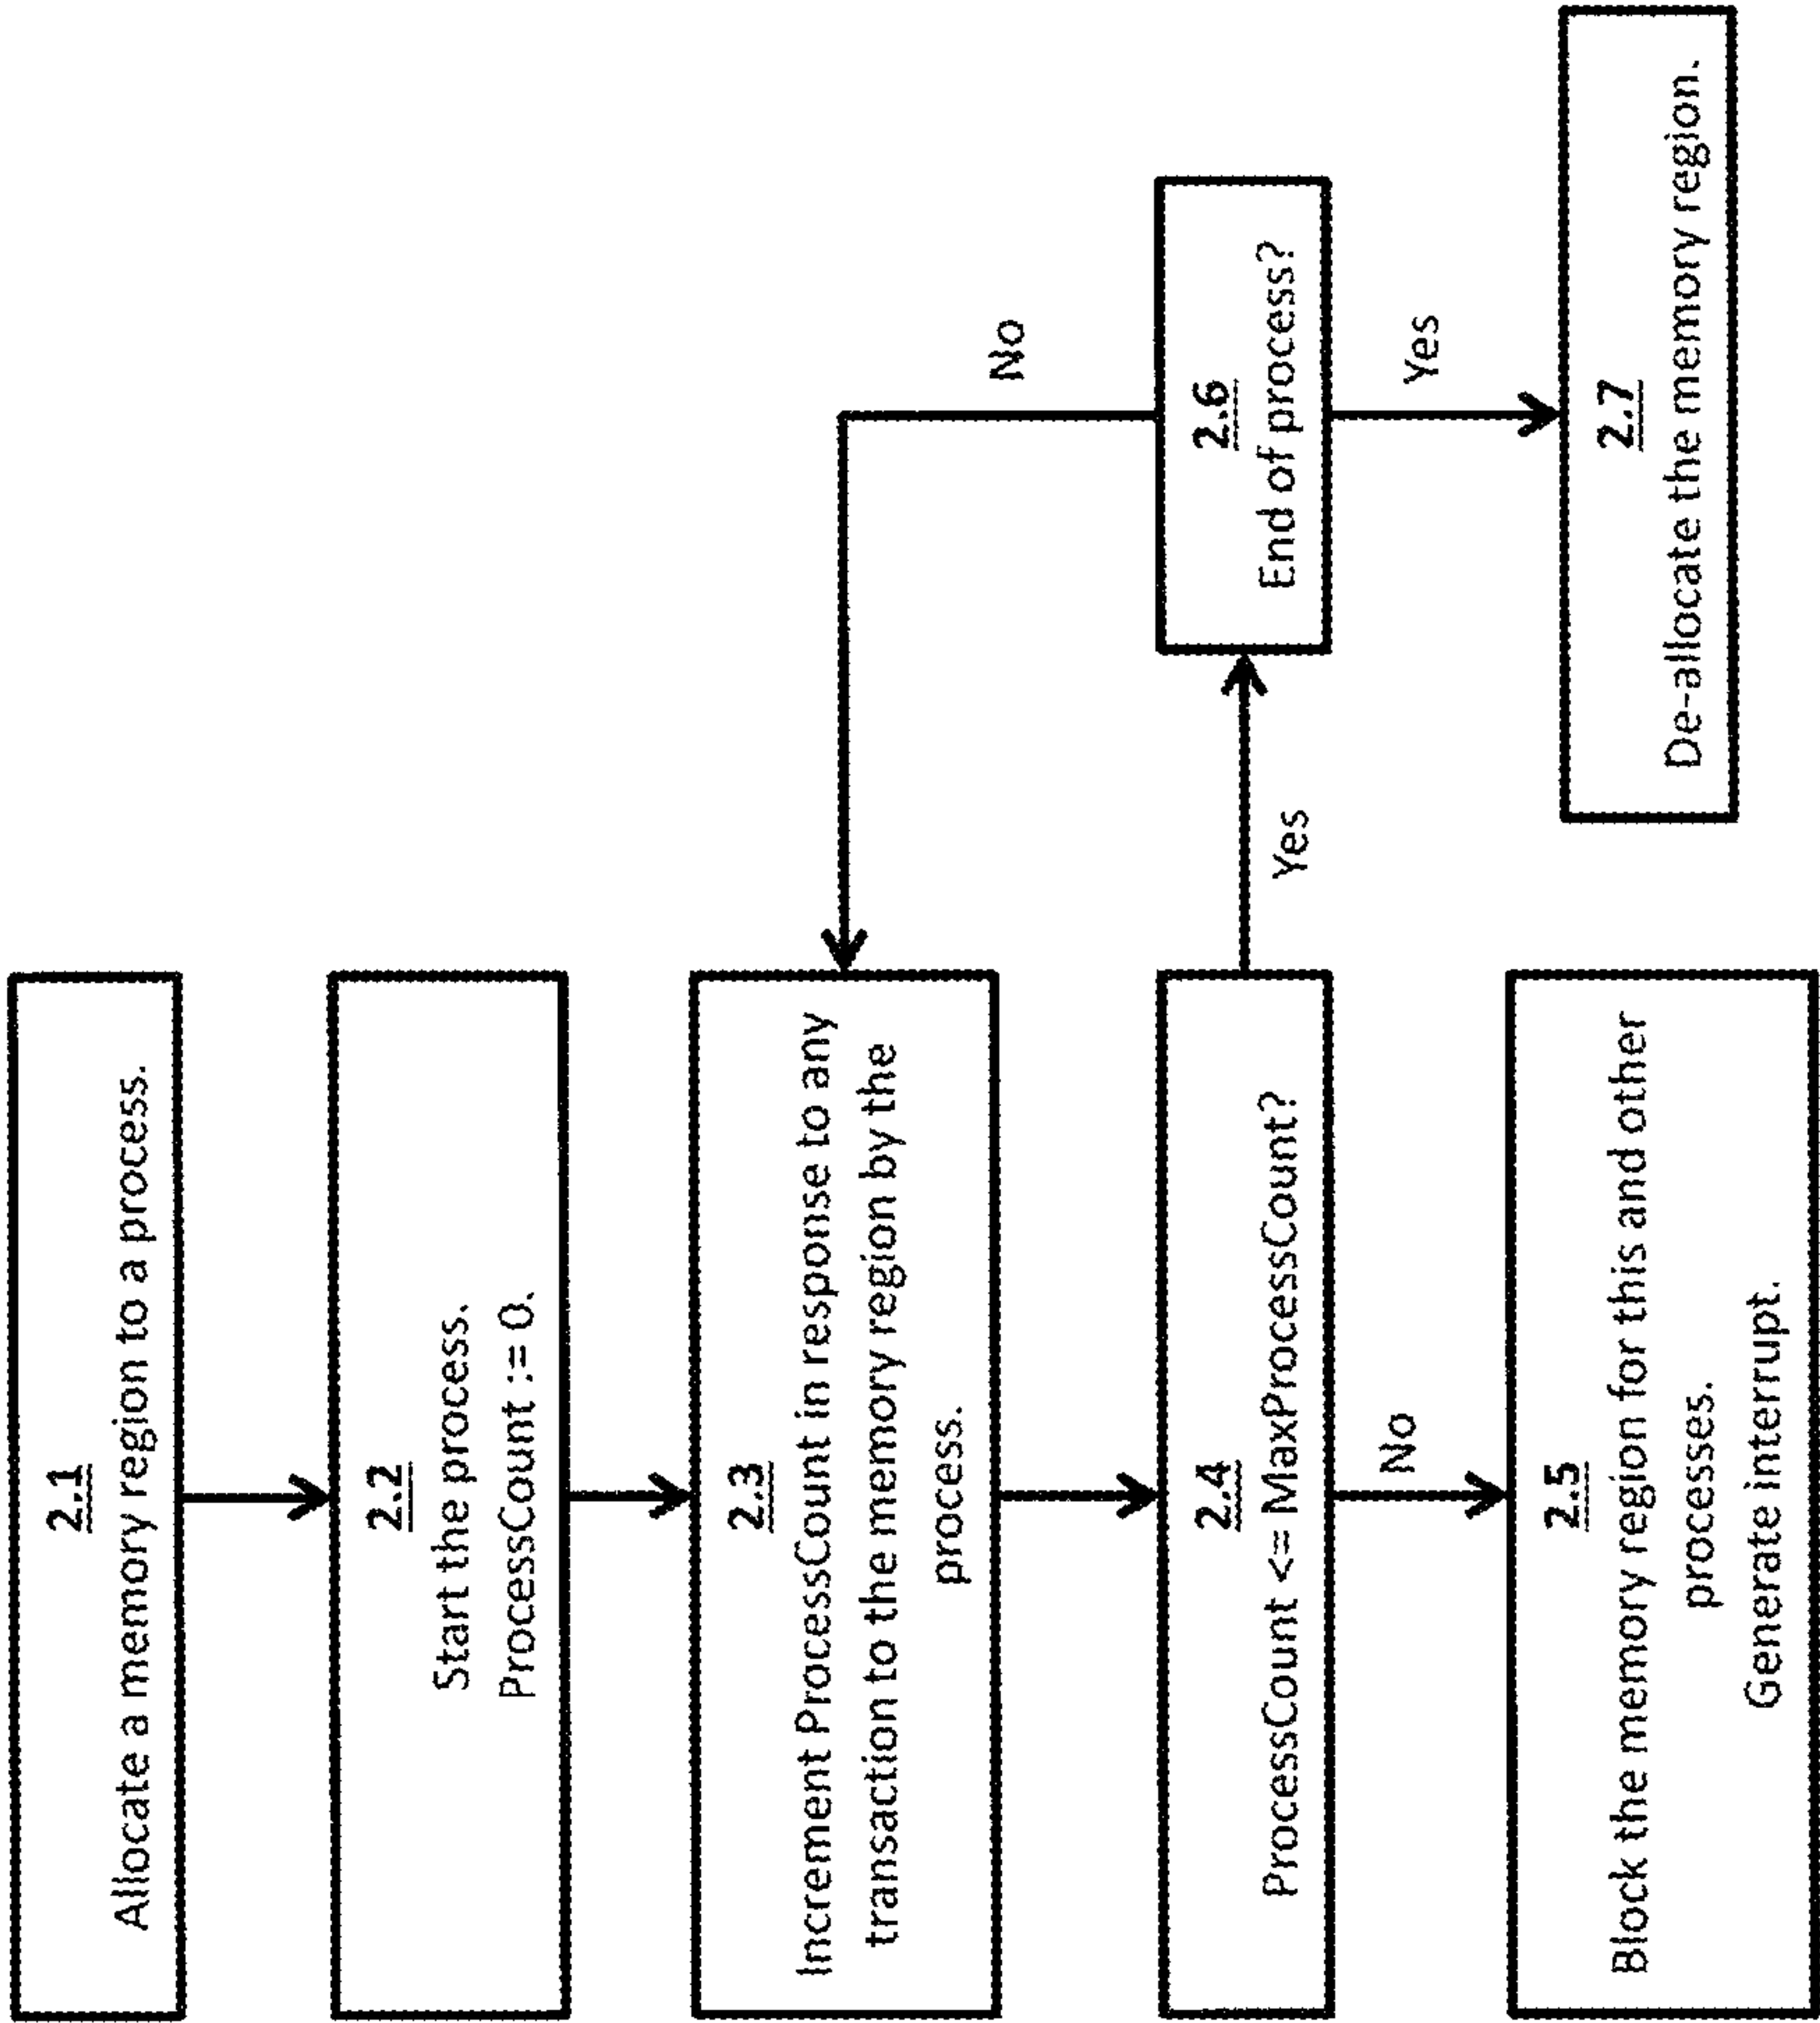 2.1
Allocate a memory region to a process.
2.2
Start the process.
ProcessCount := 0.
2.3
Increment ProcessCount in response to any
transaction to the memory region by the
process.
2.4
ProcessCount <= MaxProcessCount?
Yes
No
2.5
Block the memory region for this and other
processes.
Generate interrupt.
No
2.6
End of process?
Yes
2.7
De-allocate the memory region.